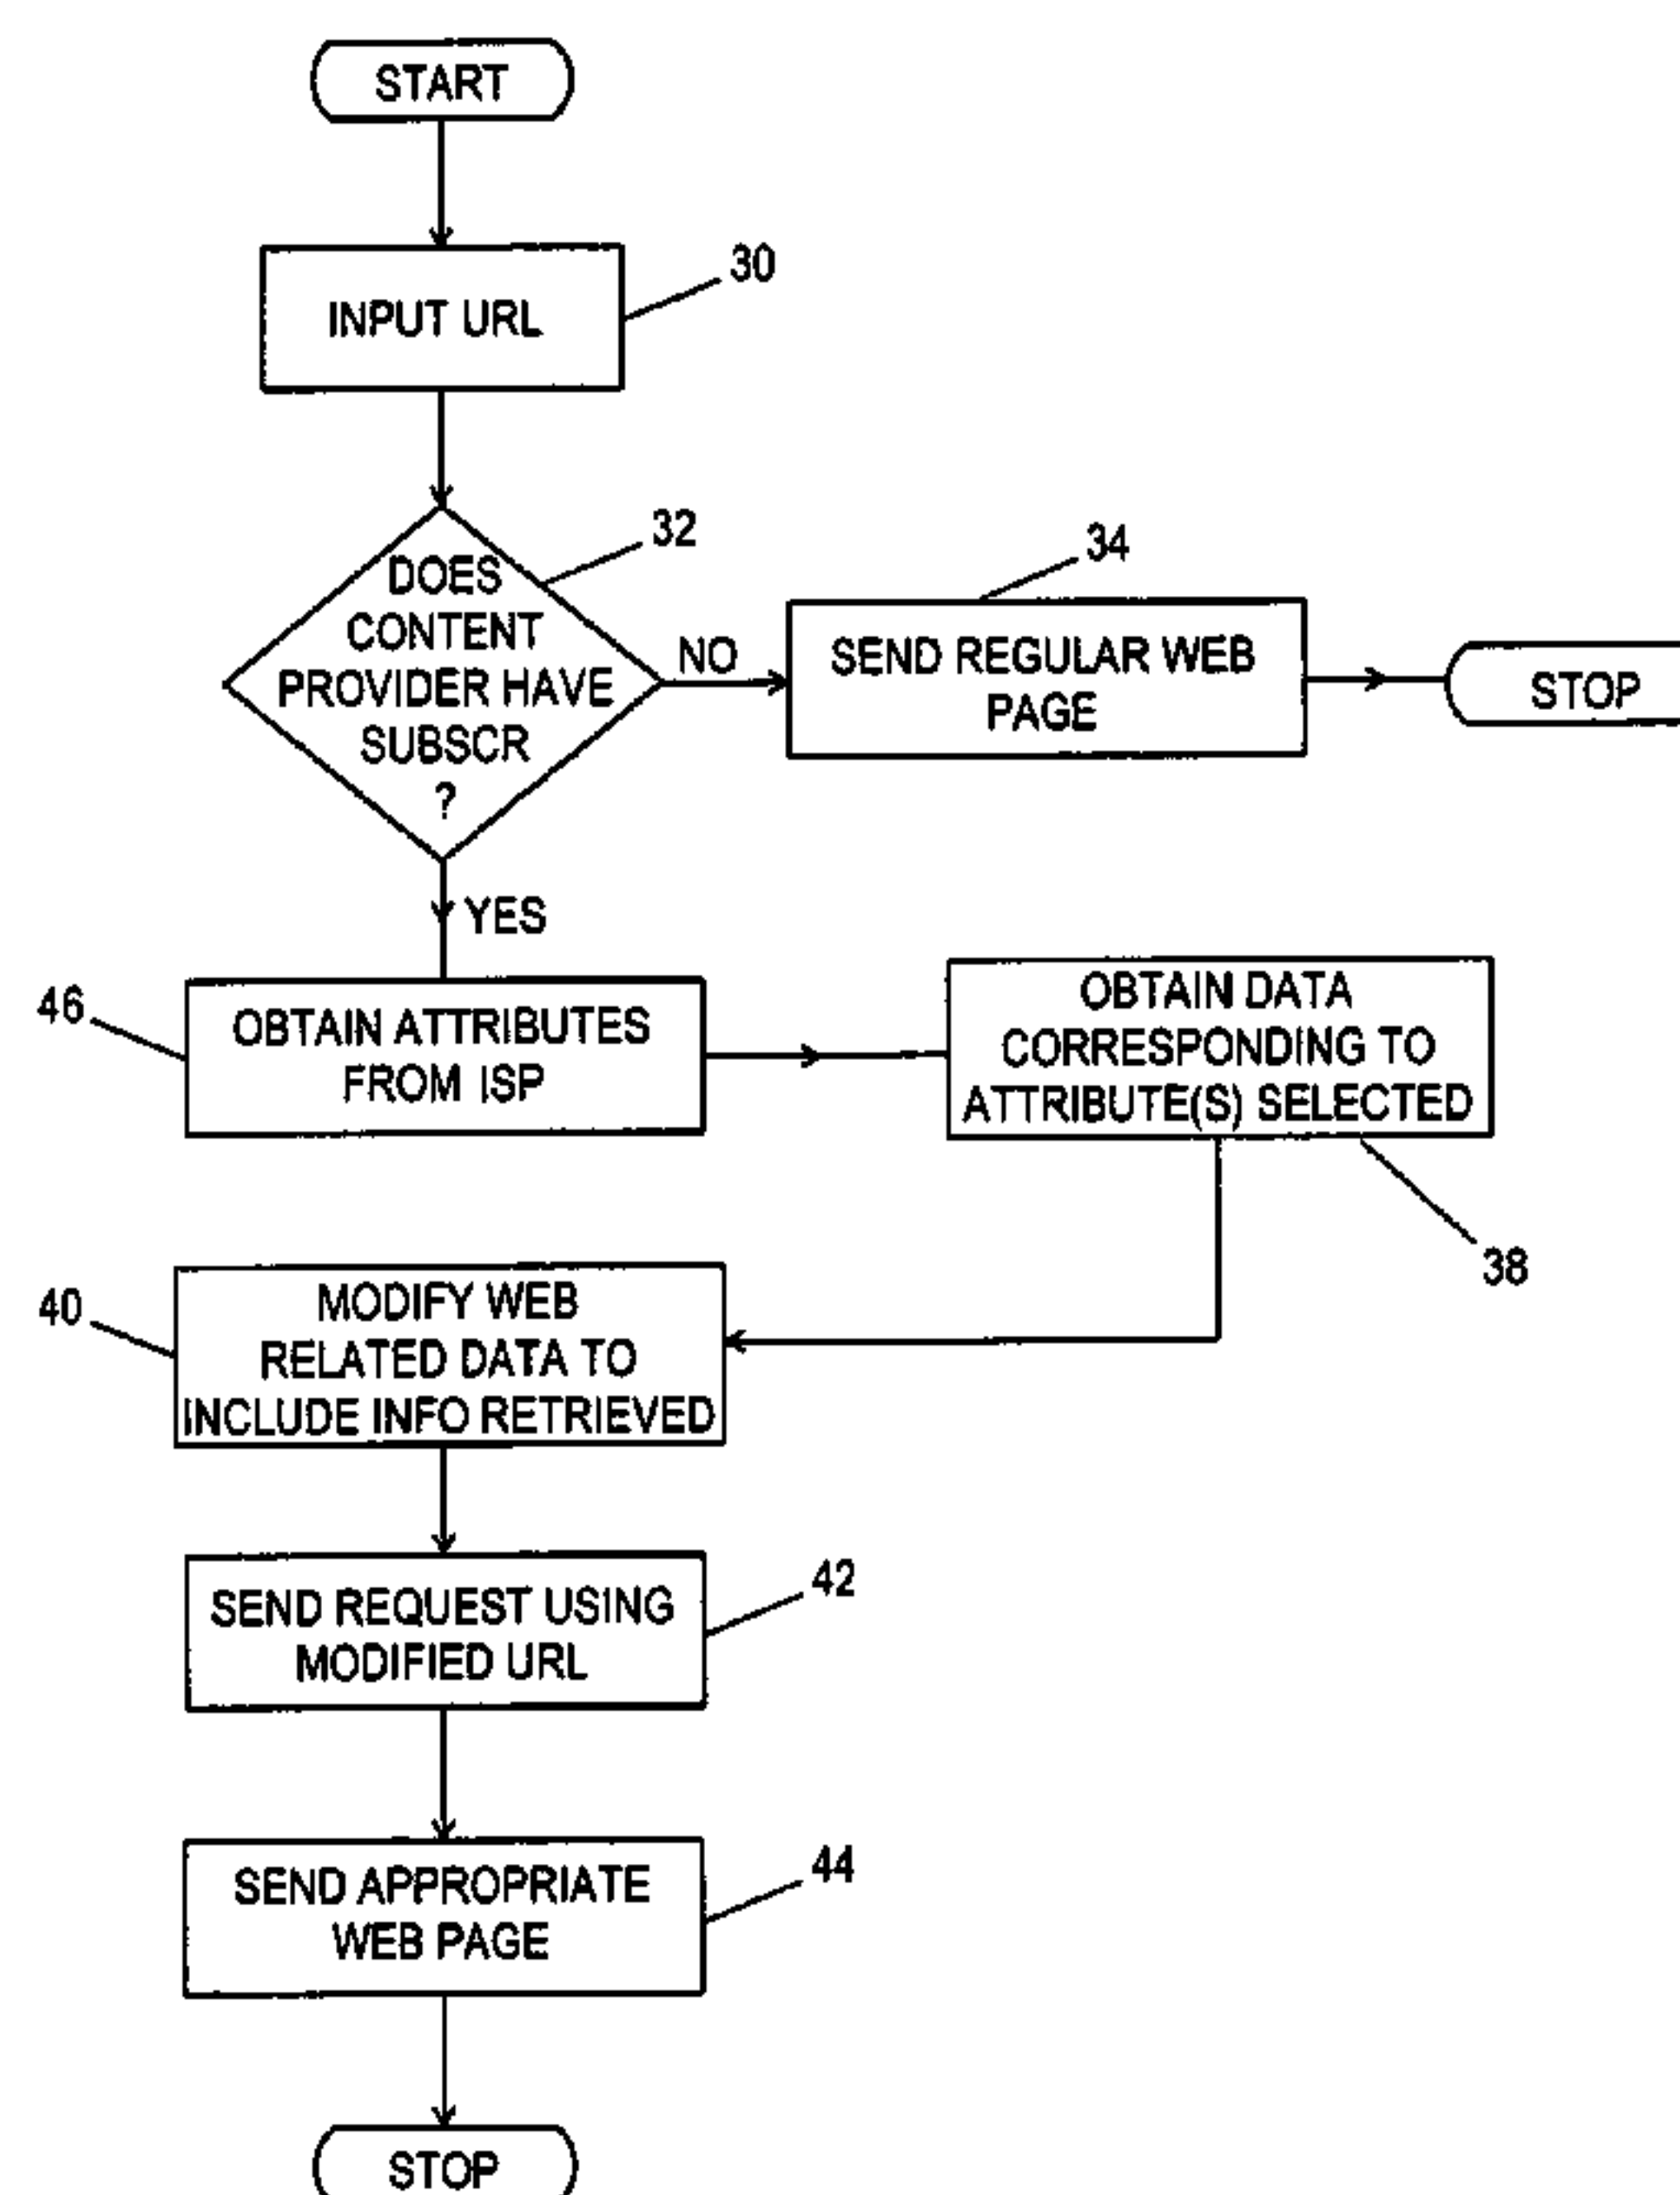 START
INPUT URL
30
DOES
CONTENT
PROVIDER HAVE
SUBSCR
?
32
NO
34
SEND REGULAR WEB
PAGE
STOP
YES
46
OBTAIN ATTRIBUTES
FROM ISP
OBTAIN DATA
CORRESPONDING TO
ATTRIBUTE(S) SELECTED
38
40
MODIFY WEB
RELATED DATA TO
INCLUDE INFO RETRIEVED
SEND REQUEST USING
MODIFIED URL
42
SEND APPROPRIATE
WEB PAGE
44
STOP